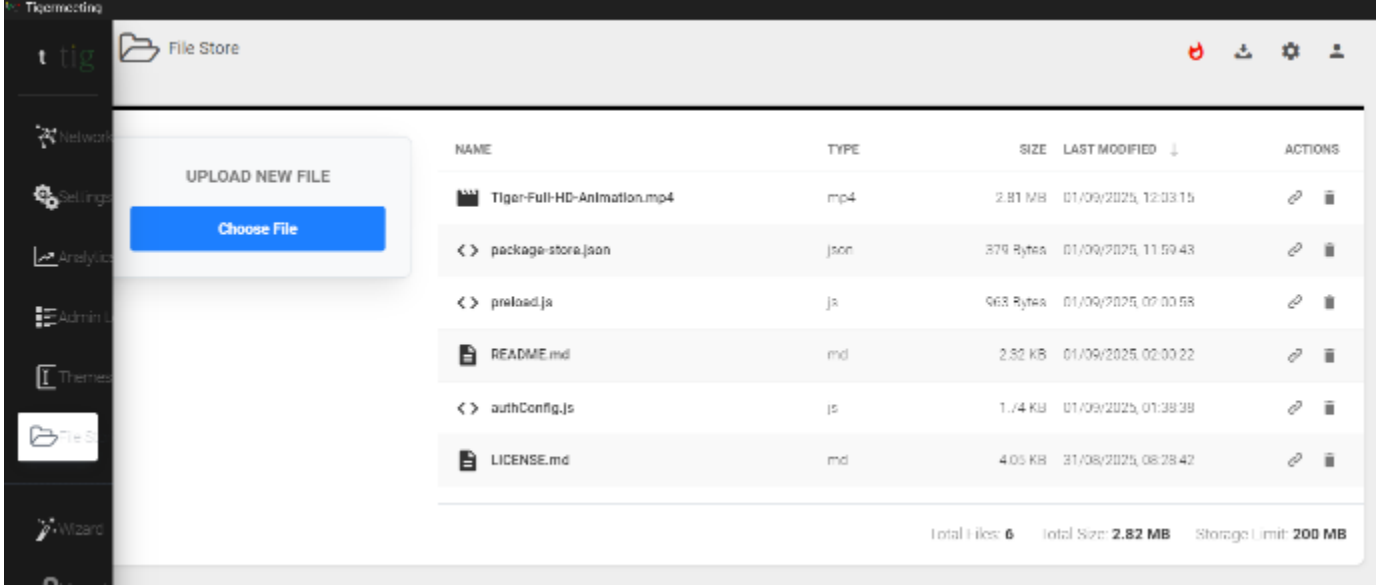 Tigermeeting
t tig
File Store
Network
Settings
Analytics
Admin L
Themes
File S
Wizard
UPLOAD NEW FILE
Choose File
NAME TYPE SIZE LAST MODIFIED ↓ ACTIONS
Tiger-Full-HD-Animation.mp4 mp4 2.81 MB 01/09/2025, 12:03:15
package-store.json json 379 Bytes 01/09/2025, 11:59:43
preload.js js 963 Bytes 01/09/2025, 02:00:58
README.md md 2.32 KB 01/09/2025, 02:00:22
authConfig.js js 1.74 KB 01/09/2025, 01:38:38
LICENSE.md md 4.05 KB 31/08/2025, 08:28:42
Total Files: 6 Total Size: 2.82 MB Storage Limit: 200 MB